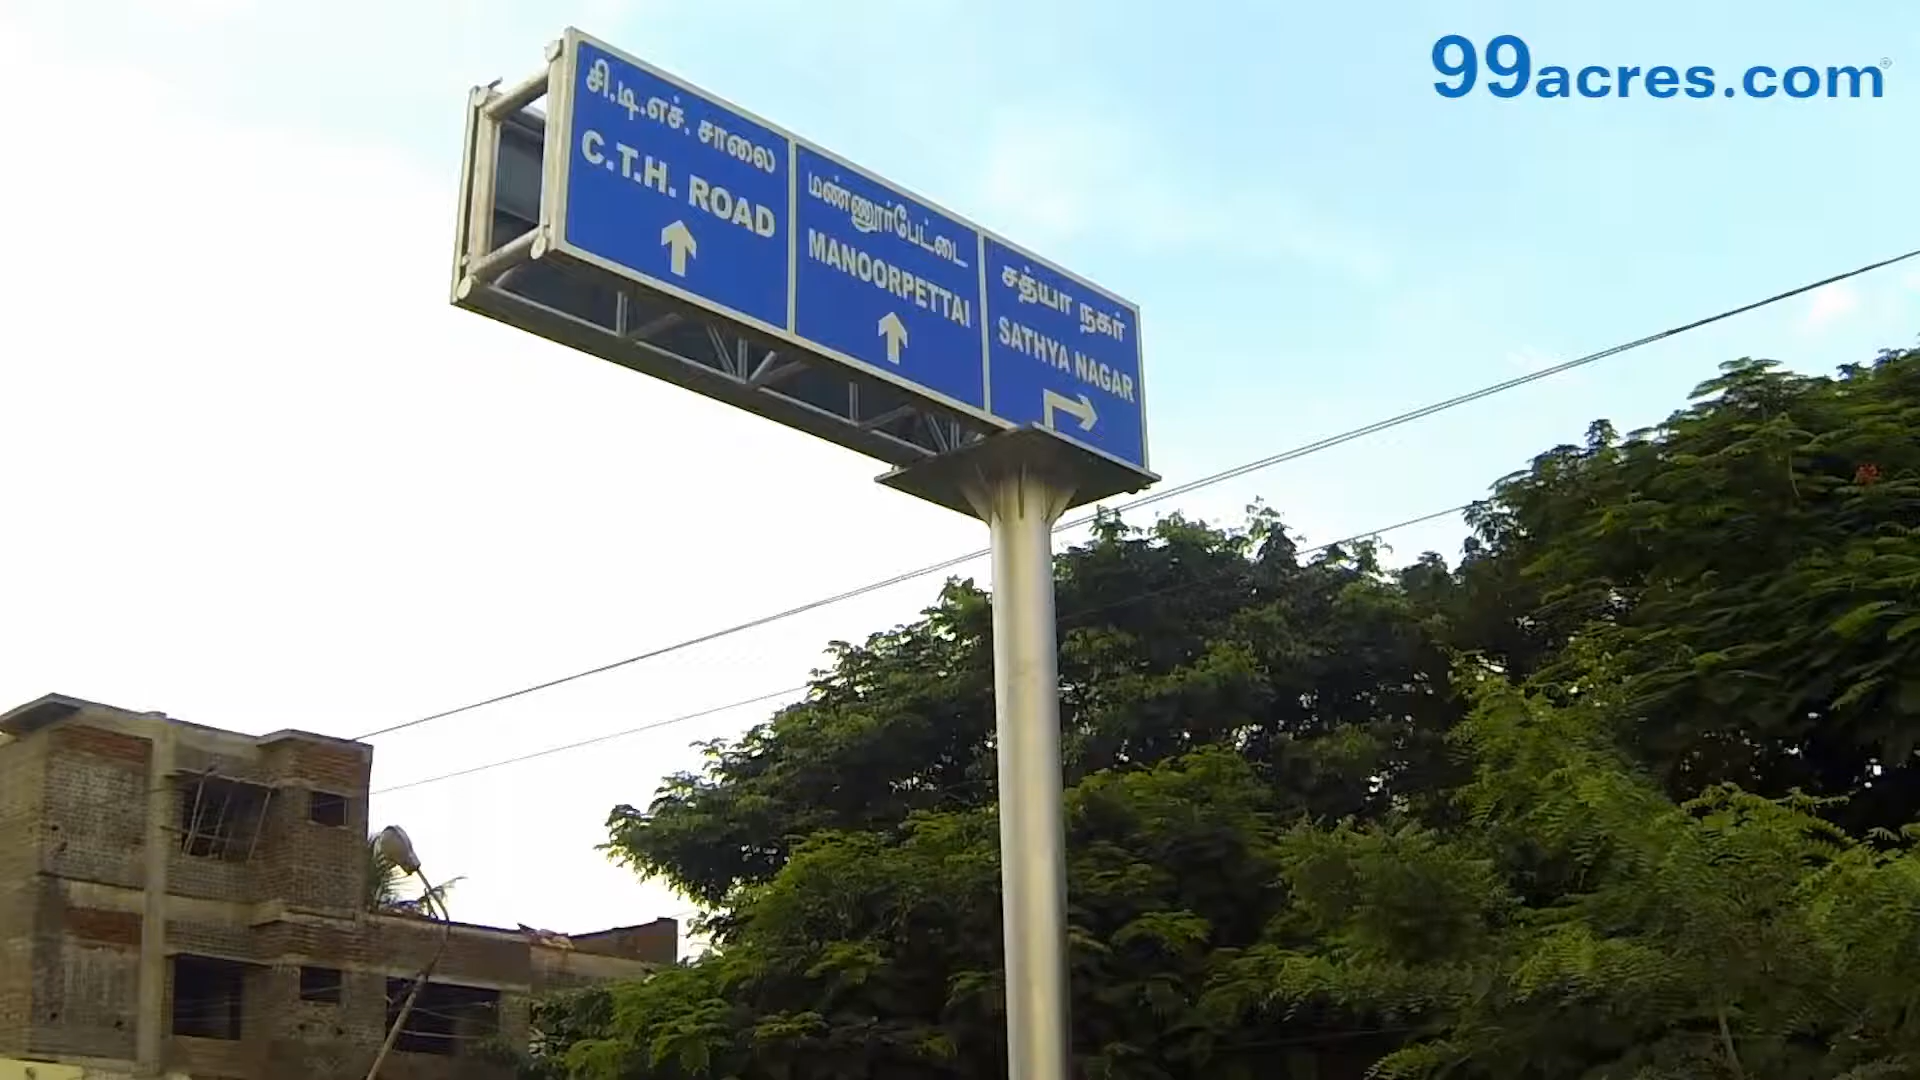 99acres.com
சி.டி.எச். சாலை
C.T.H. ROAD
மண்ணூர்பேட்டை
MANOORPETTAI
சத்யா நகர்
SATHYA NAGAR